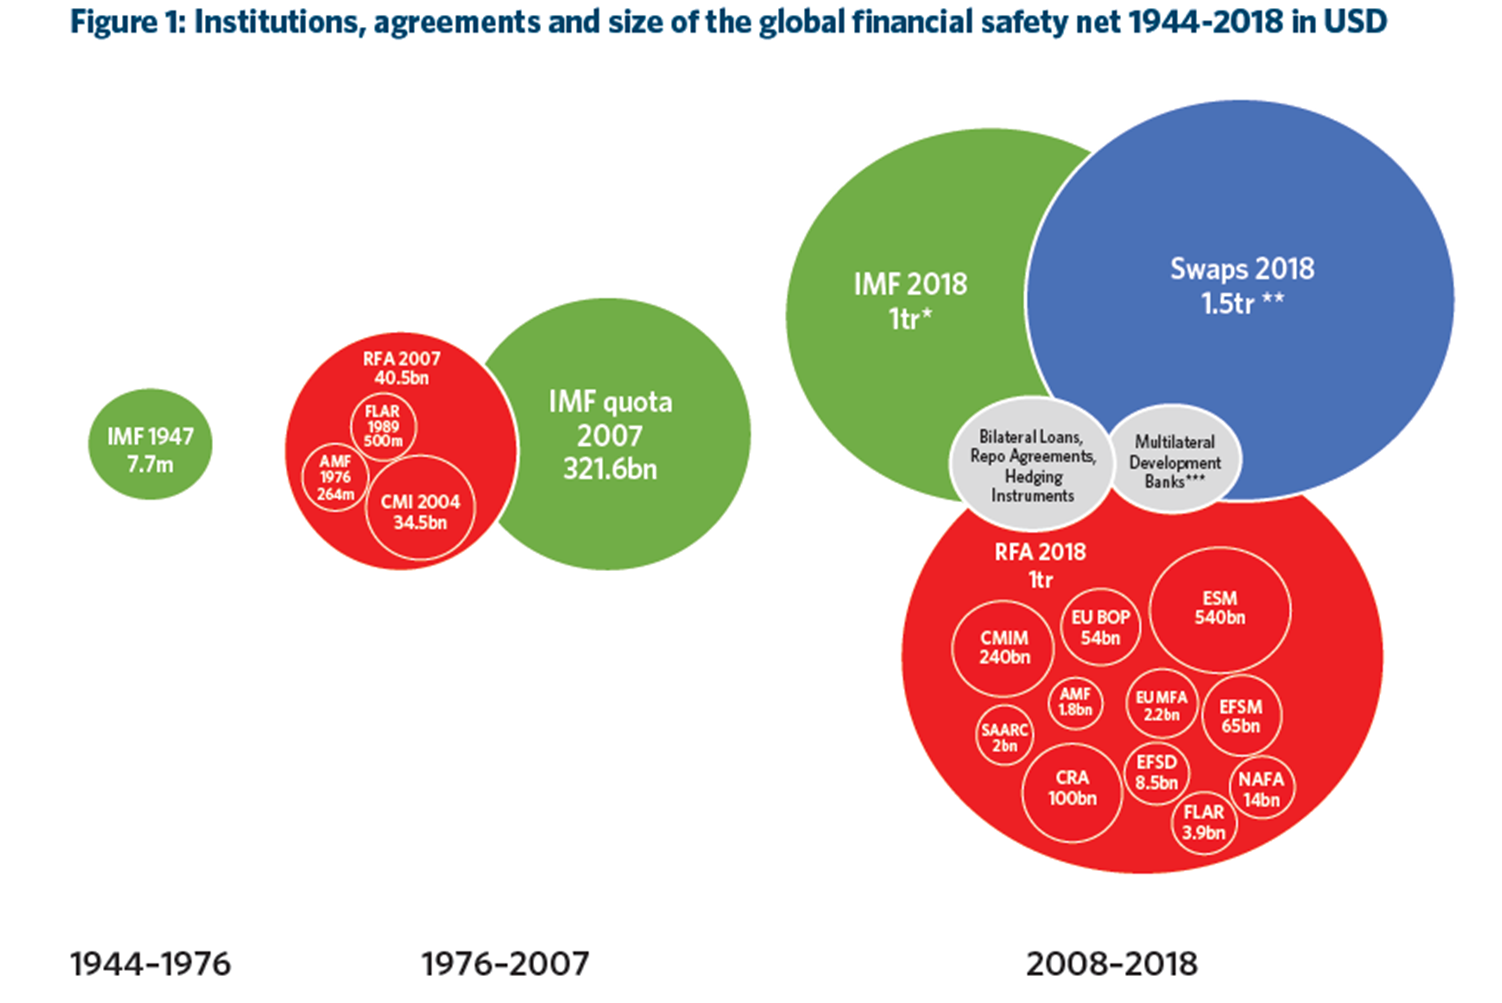 Figure 1: Institutions, agreements and size of the global financial safety net 1944-2018 in USD
IMF 1947
7.7m
RFA 2007
40.5bn
FLAR
1989
500m
AMF
1976
264m
CMI 2004
34.5bn
IMF quota
2007
321.6bn
IMF 2018
1tr*
Swaps 2018
1.5tr **
Bilateral Loans,
Repo Agreements,
Hedging
Instruments
Multilateral
Development
Banks***
RFA 2018
1tr
CMIM
240bn
EU BOP
54bn
ESM
540bn
AMF
1.8bn
EU MFA
2.2bn
EFSM
65bn
SAARC
2bn
CRA
100bn
EFSD
8.5bn
NAFA
14bn
FLAR
3.9bn
1944–1976
1976–2007
2008–2018